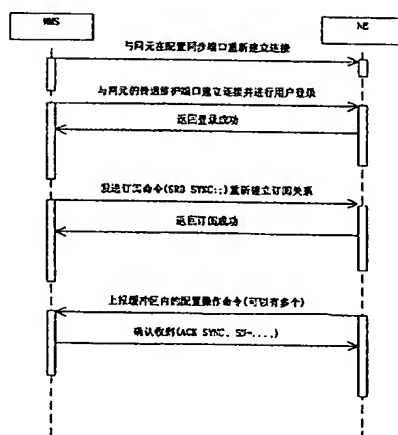 NMS
NE
与网元在配置同步端口重新建立连接
与网元的普通维护端口建立连接并进行用户登录
返回登录成功
发送订阅命令(SR3 SYNC:;)重新建立订阅关系
返回订阅成功
上报缓冲区内的配置操作命令(可以有多个)
确认收到(ACK SYNC, SJ=....)